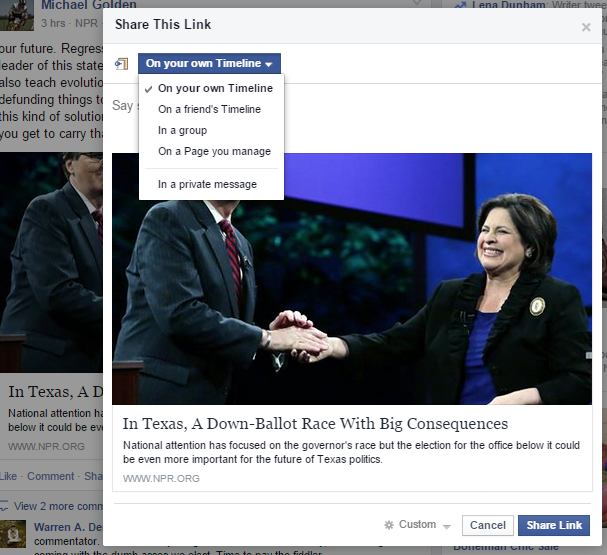 Michael Golden
3 hrs · NPR
Lena Dunham: Writer twee
our future. Regres
leader of this state
also teach evolutio
defunding things to
this kind of solution
you get to carry tha
Share This Link
On your own Timeline
On your own Timeline
On a friend's Timeline
In a group
On a Page you manage
In a private message
Say
In Texas, A Down-Ballot Race With Big Consequences
National attention has focused on the governor's race but the election for the office below it could
be even more important for the future of Texas politics.
WWW.NPR.ORG
Custom
Cancel
Share Link
In Texas, A D
National attention ha
below it could be eve
WWW.NPR.ORG
Like · Comment · Sha
View 2 more comm
Warren A. De
commentator.
coming with the dumb asses we elect. Time to pay the fiddler
Bohemian Chic Sale